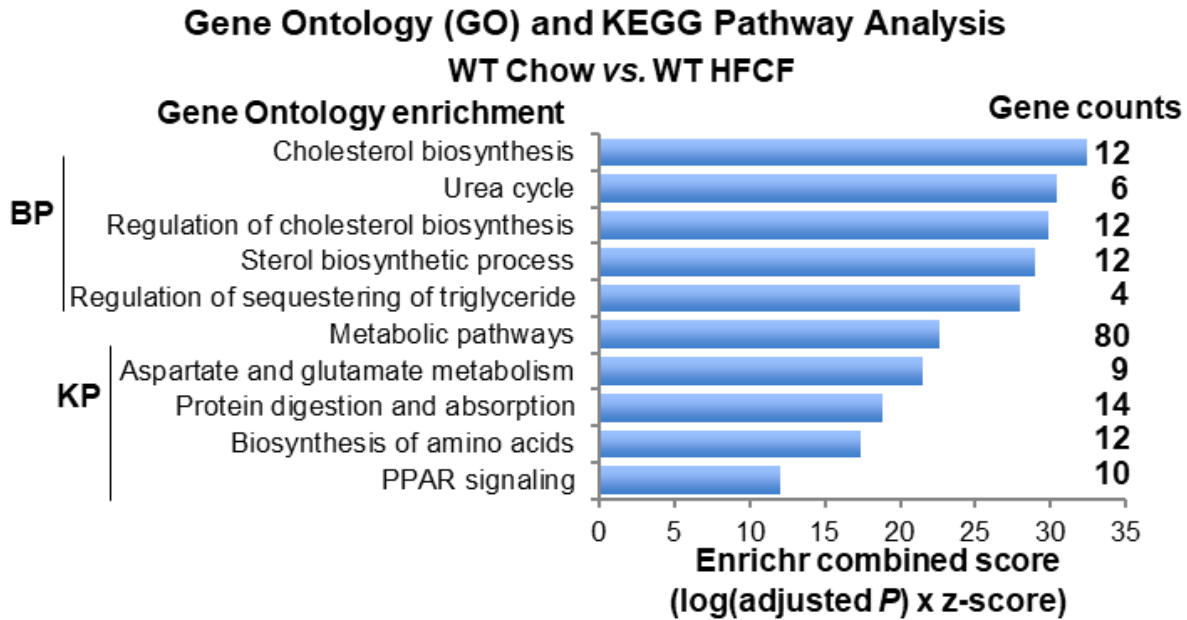 Gene Ontology (GO) and KEGG Pathway Analysis
WT Chow vs. WT HFCF
Gene Ontology enrichment
Gene counts
BP
Cholesterol biosynthesis 12
Urea cycle 6
Regulation of cholesterol biosynthesis 12
Sterol biosynthetic process 12
Regulation of sequestering of triglyceride 4
KP
Metabolic pathways 80
Aspartate and glutamate metabolism 9
Protein digestion and absorption 14
Biosynthesis of amino acids 12
PPAR signaling 10
0 5 10 15 20 25 30 35
Enrichr combined score
(log(adjusted P) x z-score)